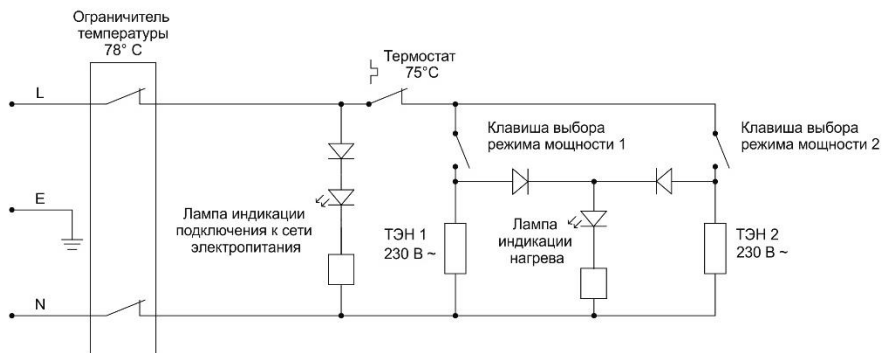 Ограничитель
температуры
78° C
Термостат
75°C
L
Клавиша выбора
режима мощности 1
Клавиша выбора
режима мощности 2
E
Лампа индикации
подключения к сети
электропитания
ТЭН 1
230 В ~
Лампа
индикации
нагрева
ТЭН 2
230 В ~
N